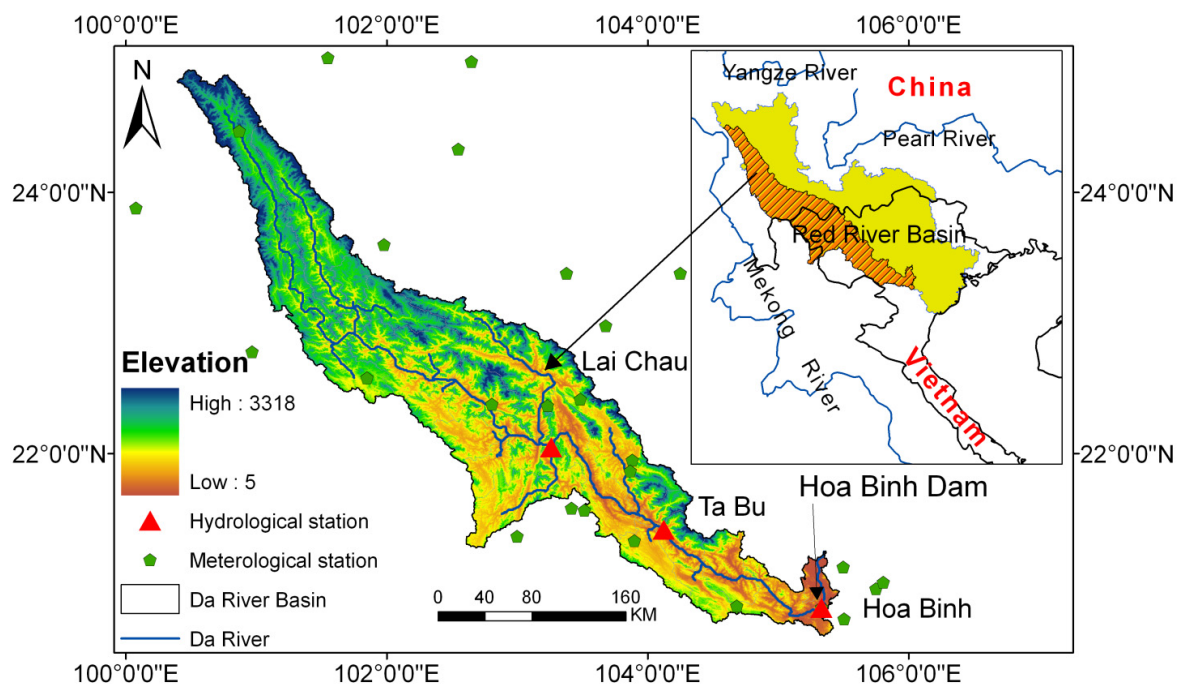 100°0'0"E 102°0'0"E 104°0'0"E 106°0'0"E
N
24°0'0"N
22°0'0"N
Yangze River
China
Pearl River
Red River Basin
Mekong River
Vietnam
24°0'0"N
22°0'0"N
Lai Chau
Ta Bu
Hoa Binh Dam
Hoa Binh
Elevation
High : 3318
Low : 5
Hydrological station
Meterological station
Da River Basin
Da River
0 40 80 160
KM
100°0'0"E 102°0'0"E 104°0'0"E 106°0'0"E